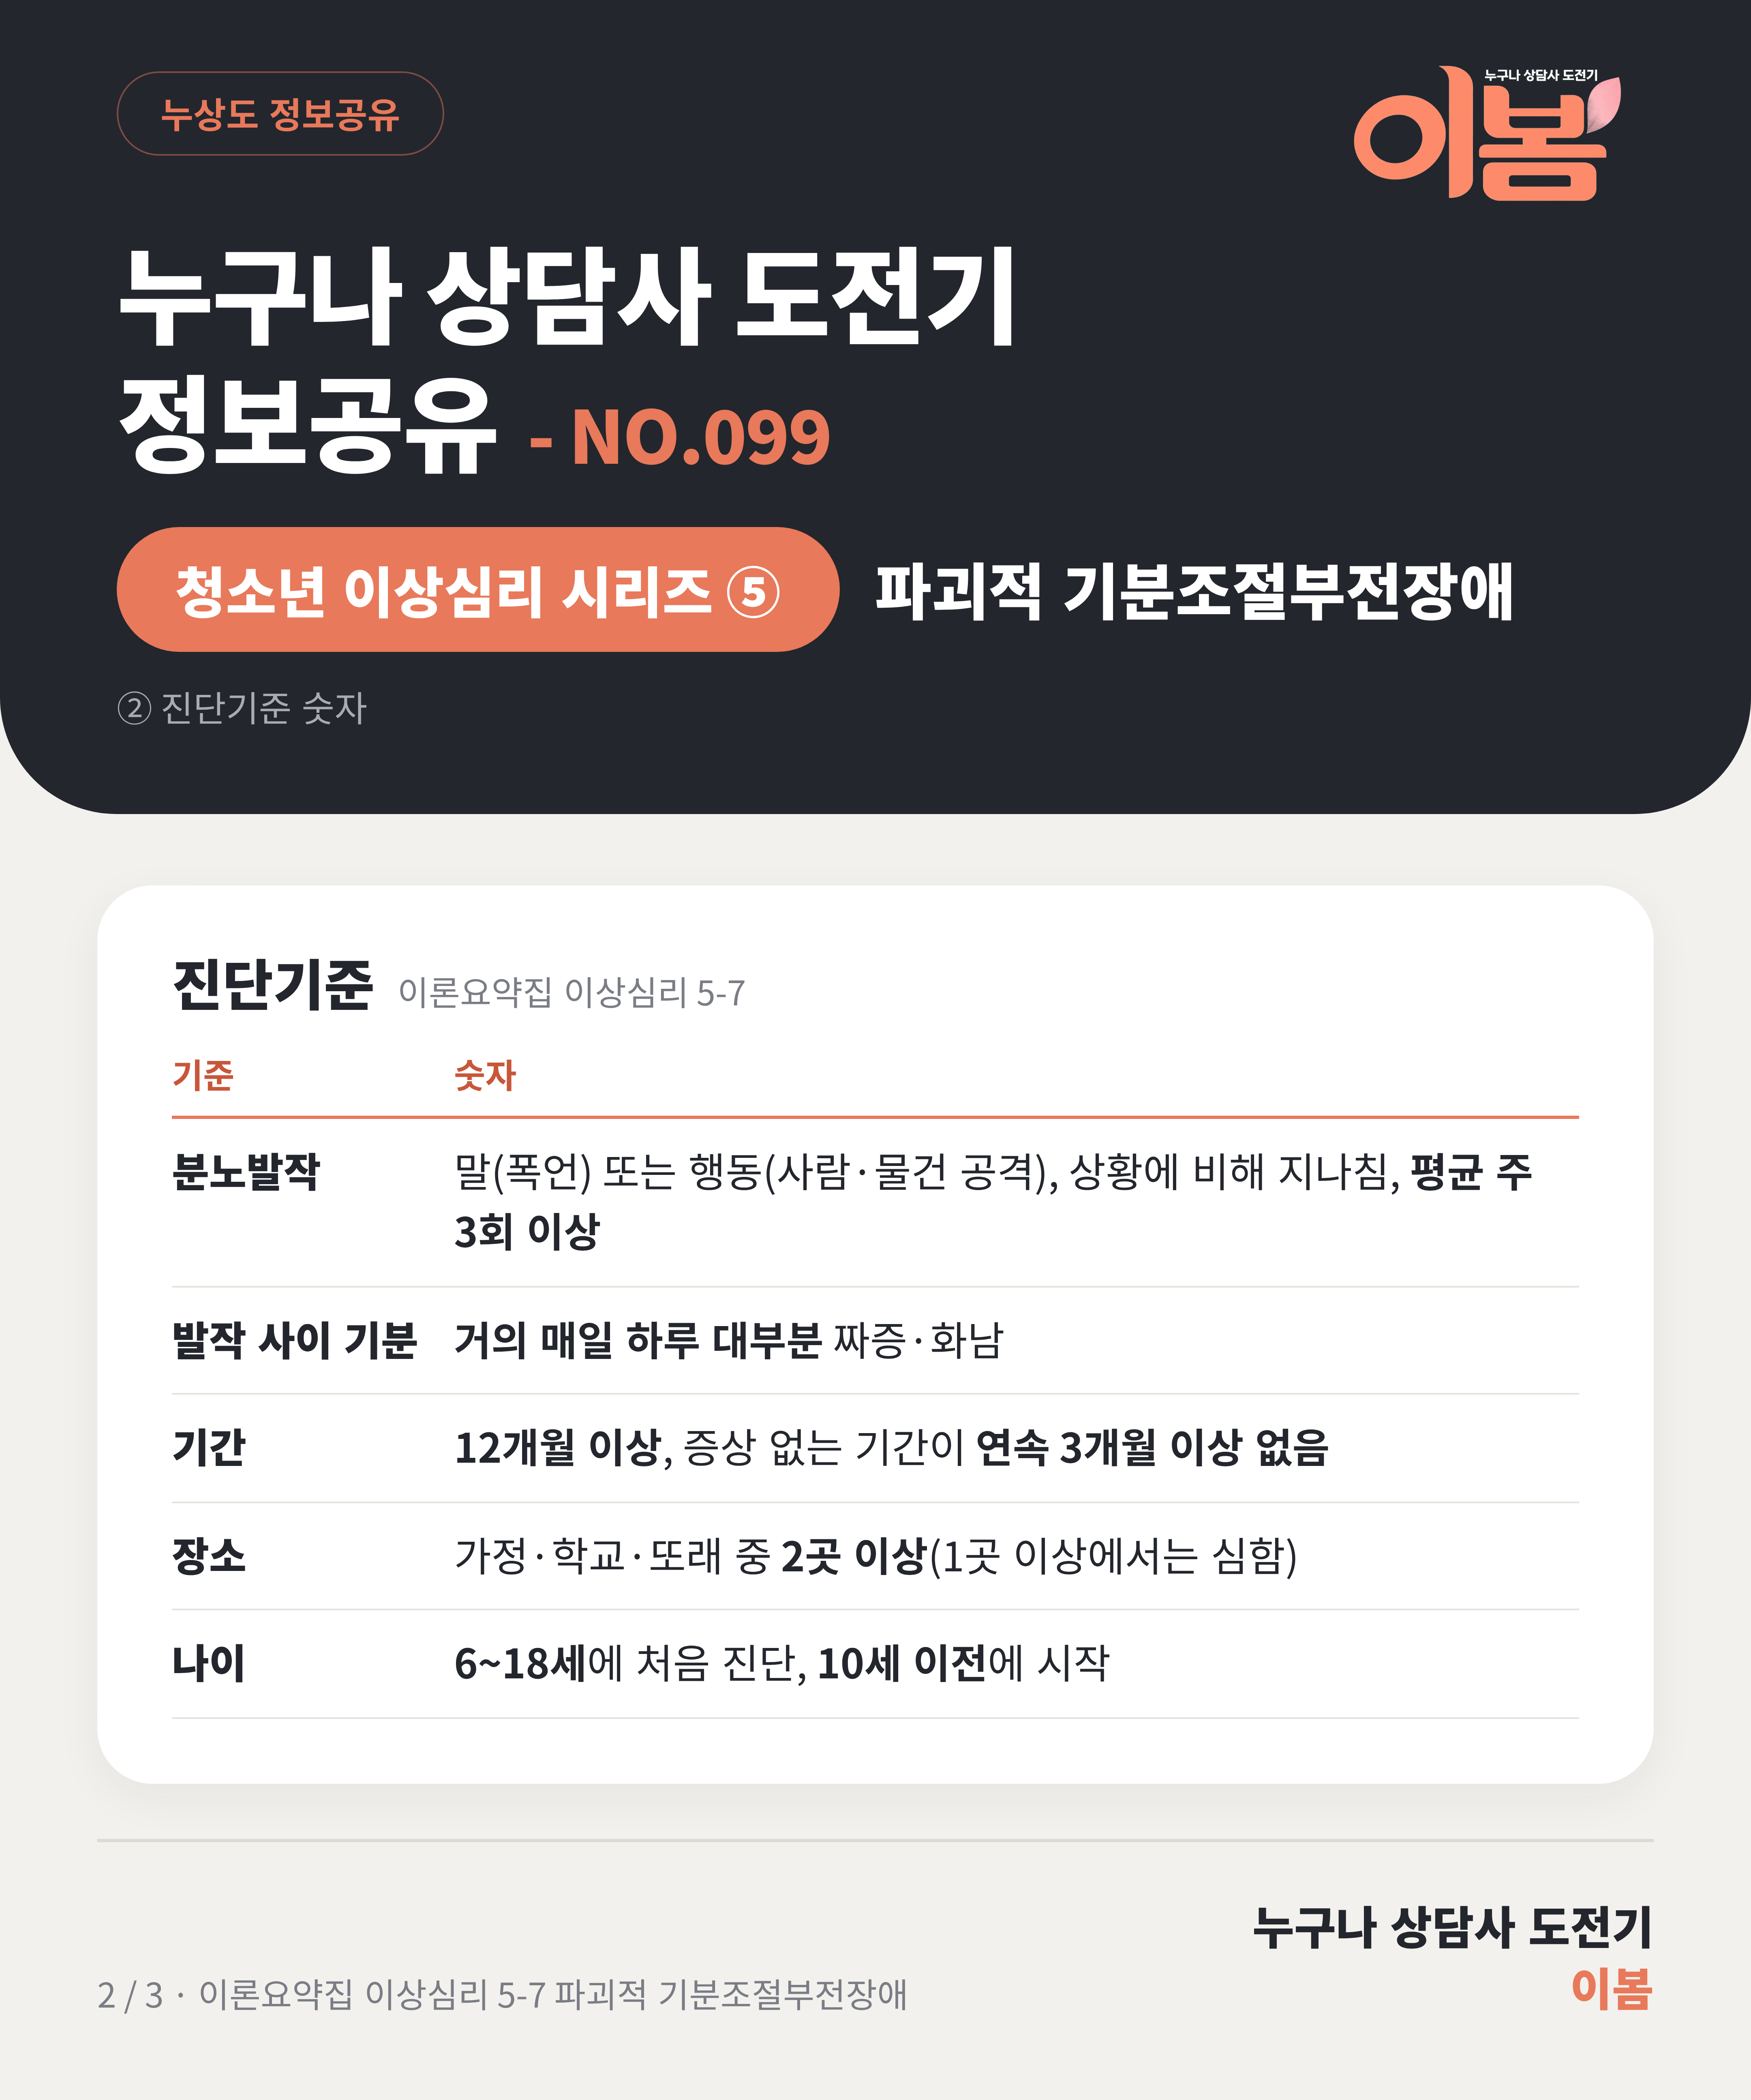 누상도 정보공유
누구나 상담사 도전기
이봄
누구나 상담사 도전기
정보공유 - NO.099
청소년 이상심리 시리즈 ⑤ 파괴적 기분조절부전장애
② 진단기준 숫자
진단기준 이론요약집 이상심리 5-7
기준 숫자
분노발작 말(폭언) 또는 행동(사람·물건 공격), 상황에 비해 지나침, 평균 주
3회 이상
발작 사이 기분 거의 매일 하루 대부분 짜증·화남
기간 12개월 이상, 증상 없는 기간이 연속 3개월 이상 없음
장소 가정·학교·또래 중 2곳 이상(1곳 이상에서는 심함)
나이 6~18세에 처음 진단, 10세 이전에 시작
누구나 상담사 도전기
2 / 3 · 이론요약집 이상심리 5-7 파괴적 기분조절부전장애 이봄